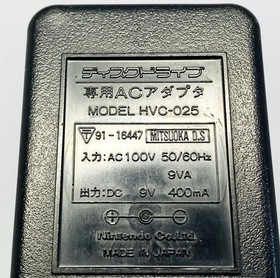 ディスクドライブ
専用ACアダプタ
MODEL HVC-025
91-16447 MITSUOKA D.S
入力:AC100V 50/60Hz
9VA
出力:DC 9V 400mA
Nintendo Co.,Ltd.
MADE IN JAPAN